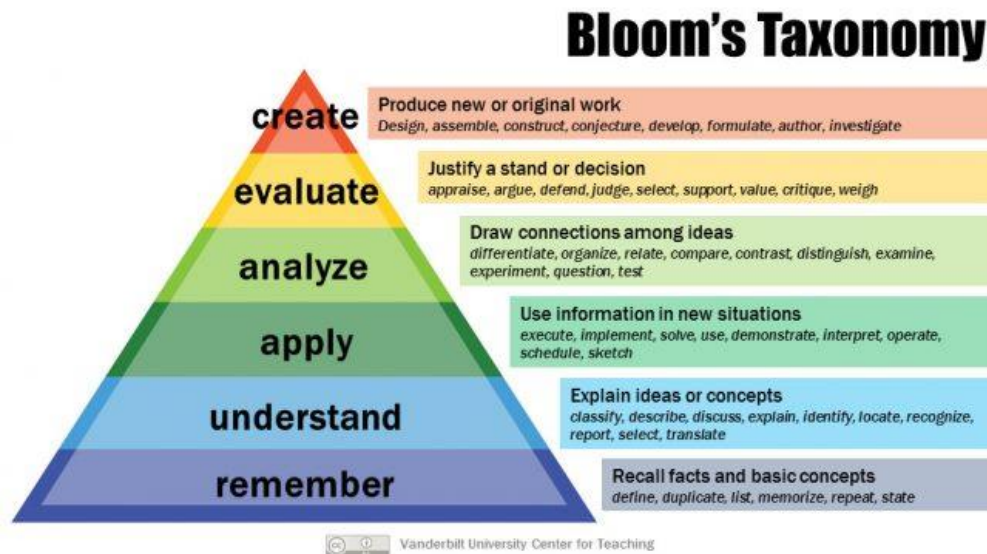 Bloom's Taxonomy
create
Produce new or original work
Design, assemble, construct, conjecture, develop, formulate, author, investigate
evaluate
Justify a stand or decision
appraise, argue, defend, judge, select, support, value, critique, weigh
analyze
Draw connections among ideas
differentiate, organize, relate, compare, contrast, distinguish, examine,
experiment, question, test
apply
Use information in new situations
execute, implement, solve, use, demonstrate, interpret, operate,
schedule, sketch
understand
Explain ideas or concepts
classify, describe, discuss, explain, identify, locate, recognize,
report, select, translate
remember
Recall facts and basic concepts
define, duplicate, list, memorize, repeat, state
cc
Vanderbilt University Center for Teaching